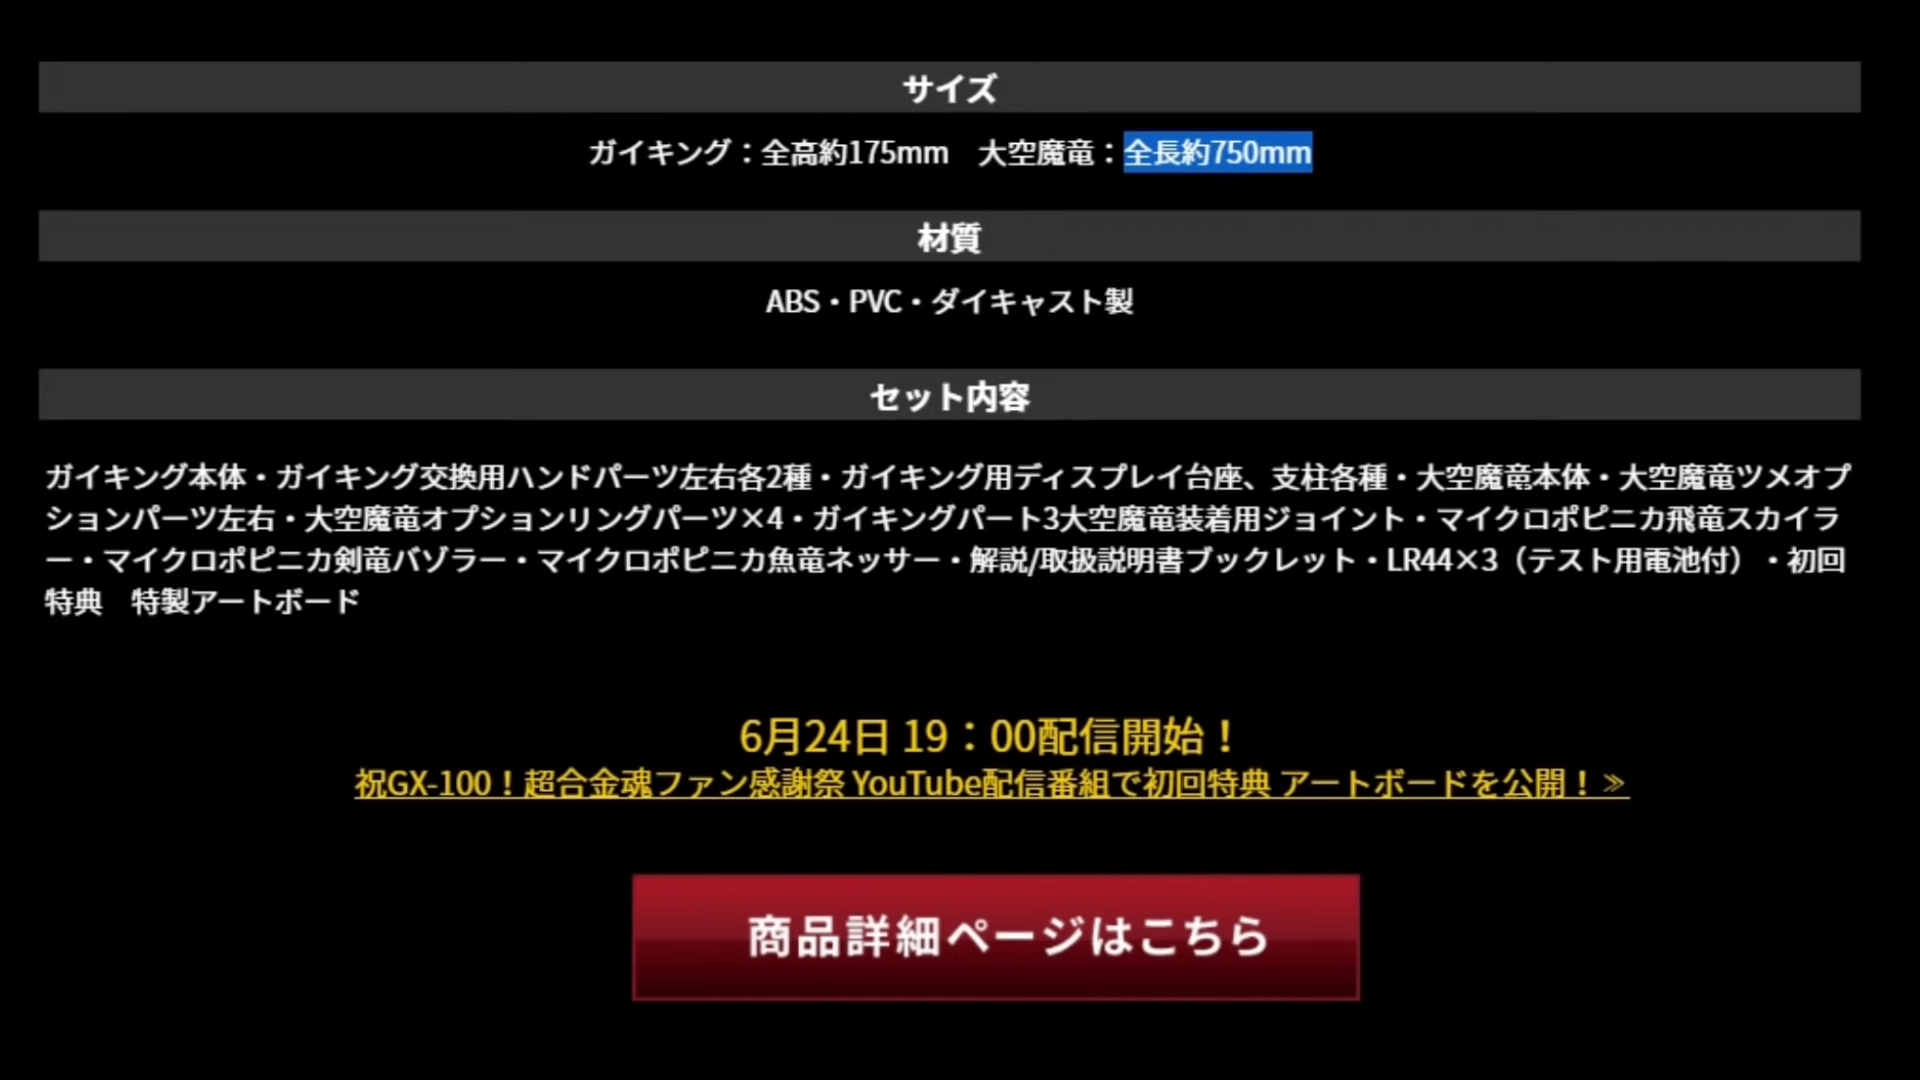 サイズ
ガイキング：全高約175mm　大空魔竜：全長約750mm
材質
ABS・PVC・ダイキャスト製
セット内容
ガイキング本体・ガイキング交換用ハンドパーツ左右各2種・ガイキング用ディスプレイ台座、支柱各種・大空魔竜本体・大空魔竜ツメオプ
ションパーツ左右・大空魔竜オプションリングパーツ×4・ガイキングパート3大空魔竜装着用ジョイント・マイクロポピニカ飛竜スカイラ
ー・マイクロポピニカ剣竜バゾラー・マイクロポピニカ魚竜ネッサー・解説/取扱説明書ブックレット・LR44×3（テスト用電池付）・初回
特典　特製アートボード
6月24日 19：00配信開始！
祝GX-100！超合金魂ファン感謝祭 YouTube配信番組で初回特典 アートボードを公開！≫
商品詳細ページはこちら